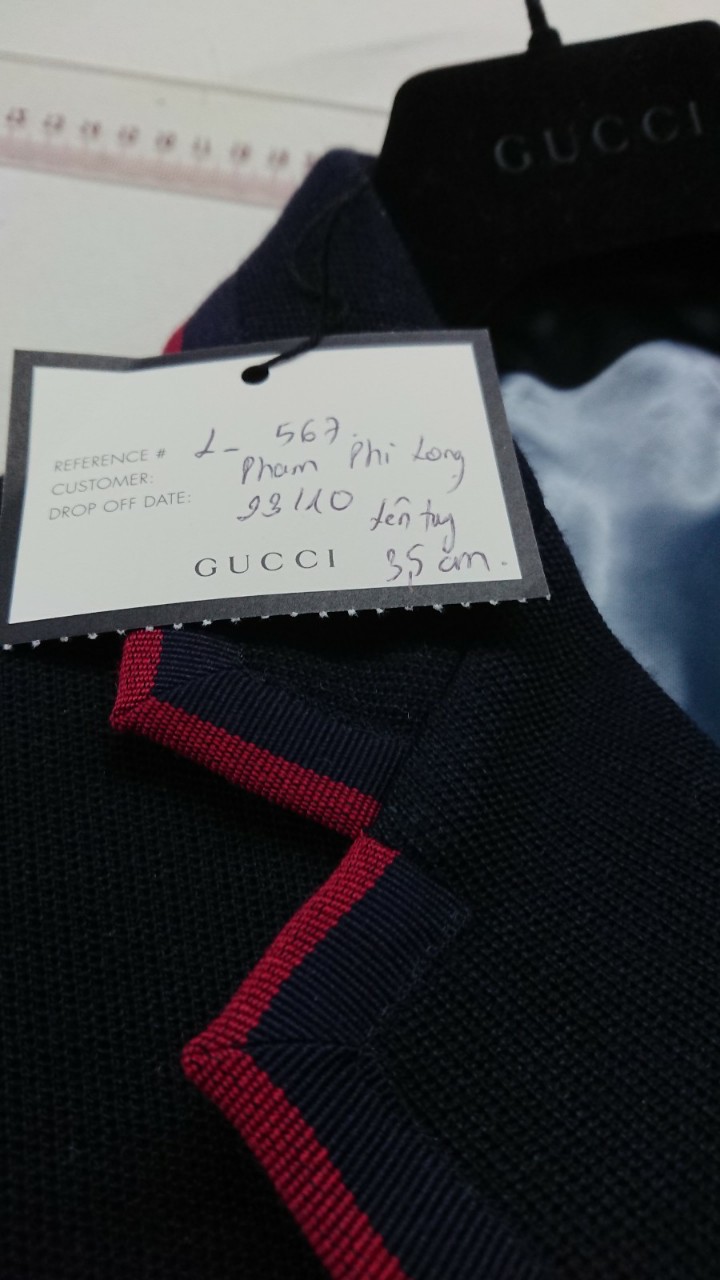 GUCCI
REFERENCE # L- 567.
CUSTOMER: Pham Phi Long
DROP OFF DATE: 23/10 lên tay
GUCCI 3,5 cm.